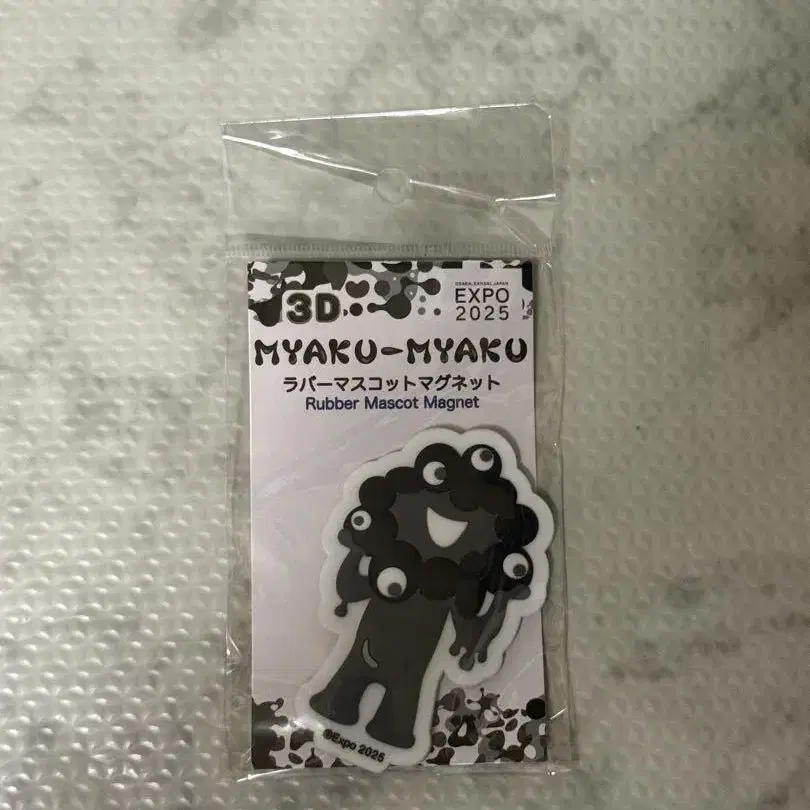 3D
OSAKA, KANSAI, JAPAN
EXPO
2025
MYAKU-MYAKU
ラバーマスコットマグネット
Rubber Mascot Magnet
©Expo 2025